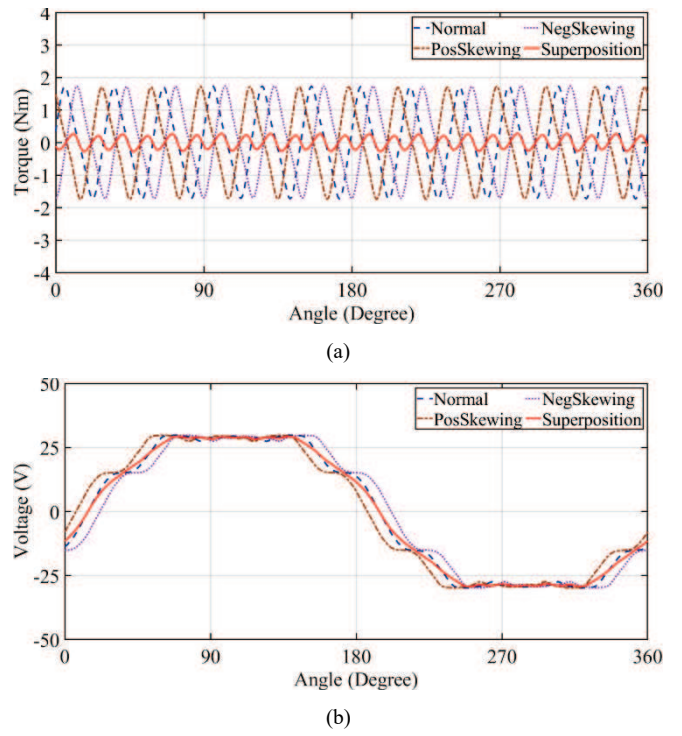 4
3
2
1
0
-1
-2
-3
-4
Torque (Nm)
Normal
NegSkewing
PosSkewing
Superposition
0
90
180
270
360
Angle (Degree)
(a)
50
25
0
-25
-50
Voltage (V)
Normal
NegSkewing
PosSkewing
Superposition
0
90
180
270
360
Angle (Degree)
(b)